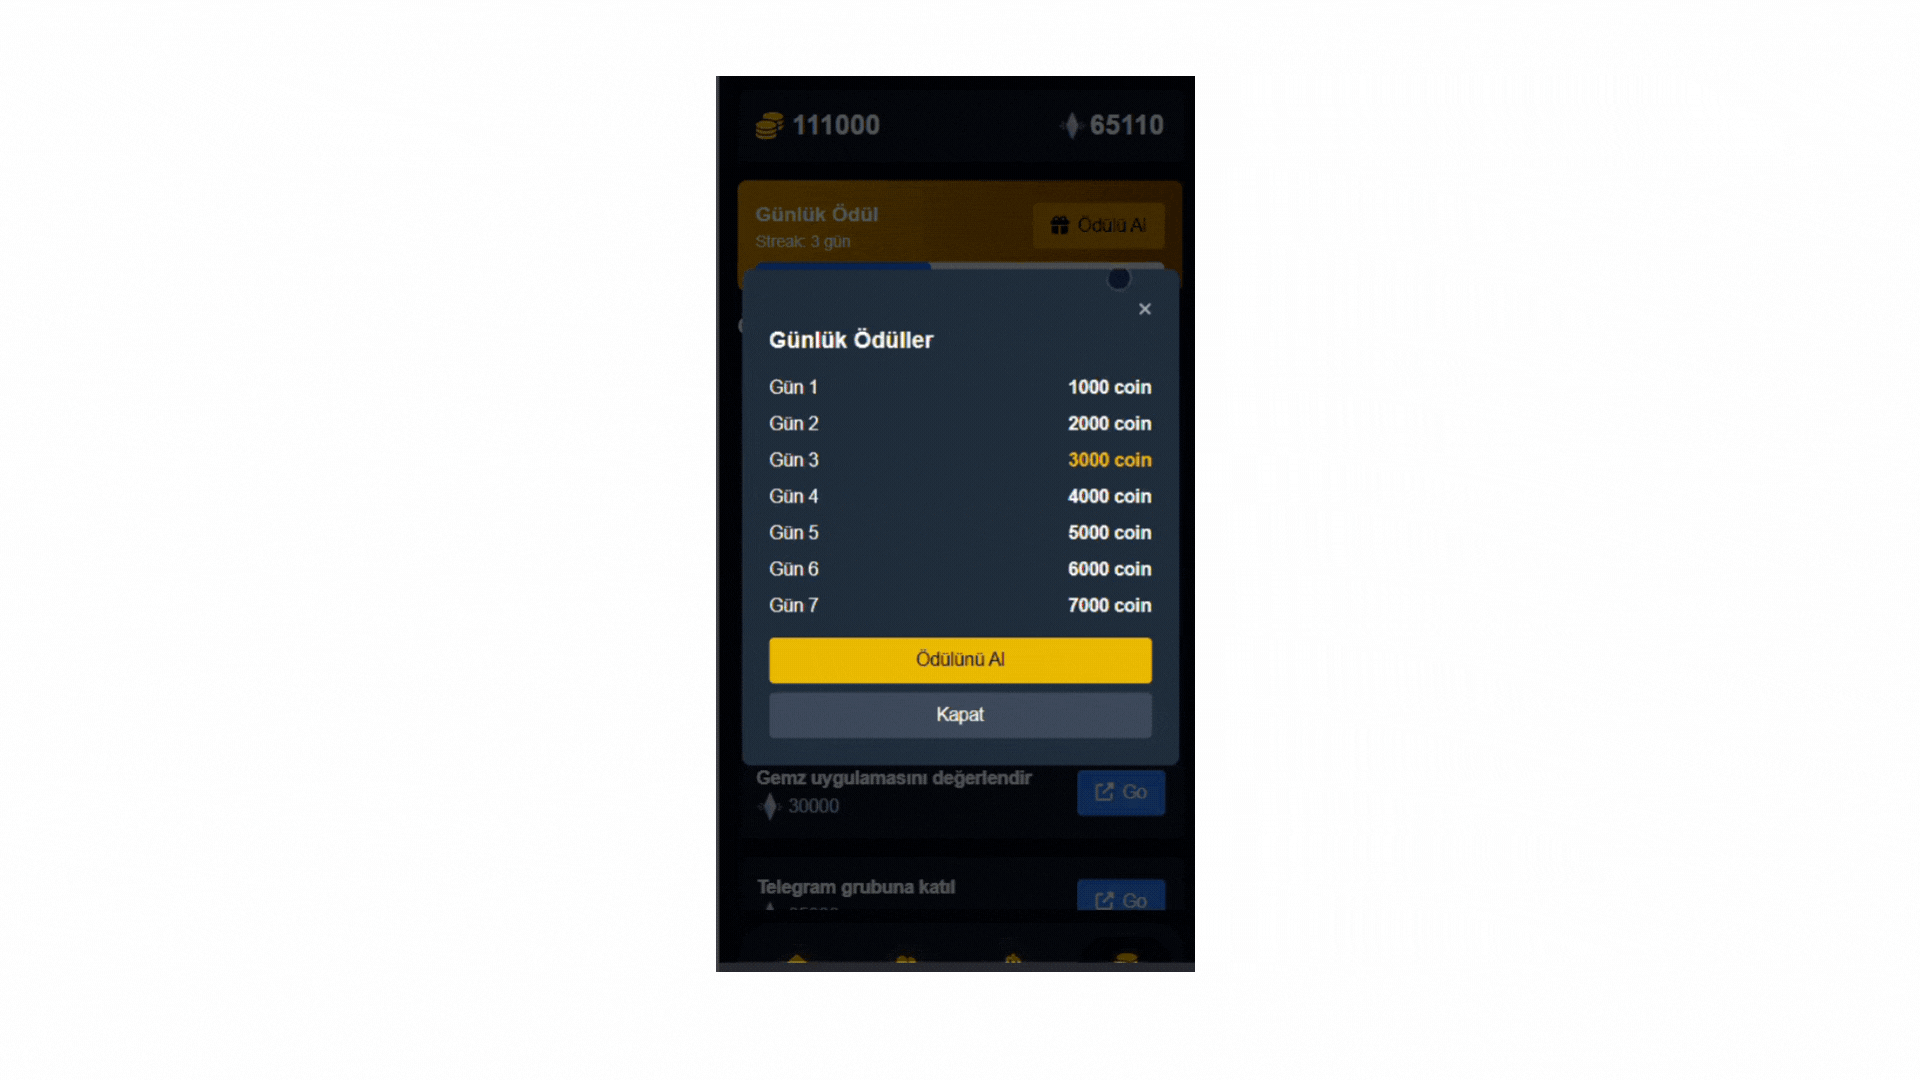 111000
65110
Günlük Ödül
Streak: 3 gün
Ödülü Al
×
Günlük Ödüller
Gün 1 1000 coin
Gün 2 2000 coin
Gün 3 3000 coin
Gün 4 4000 coin
Gün 5 5000 coin
Gün 6 6000 coin
Gün 7 7000 coin
Ödülünü Al
Kapat
Gemz uygulamasını değerlendir
30000
Go
Telegram grubuna katıl
Go